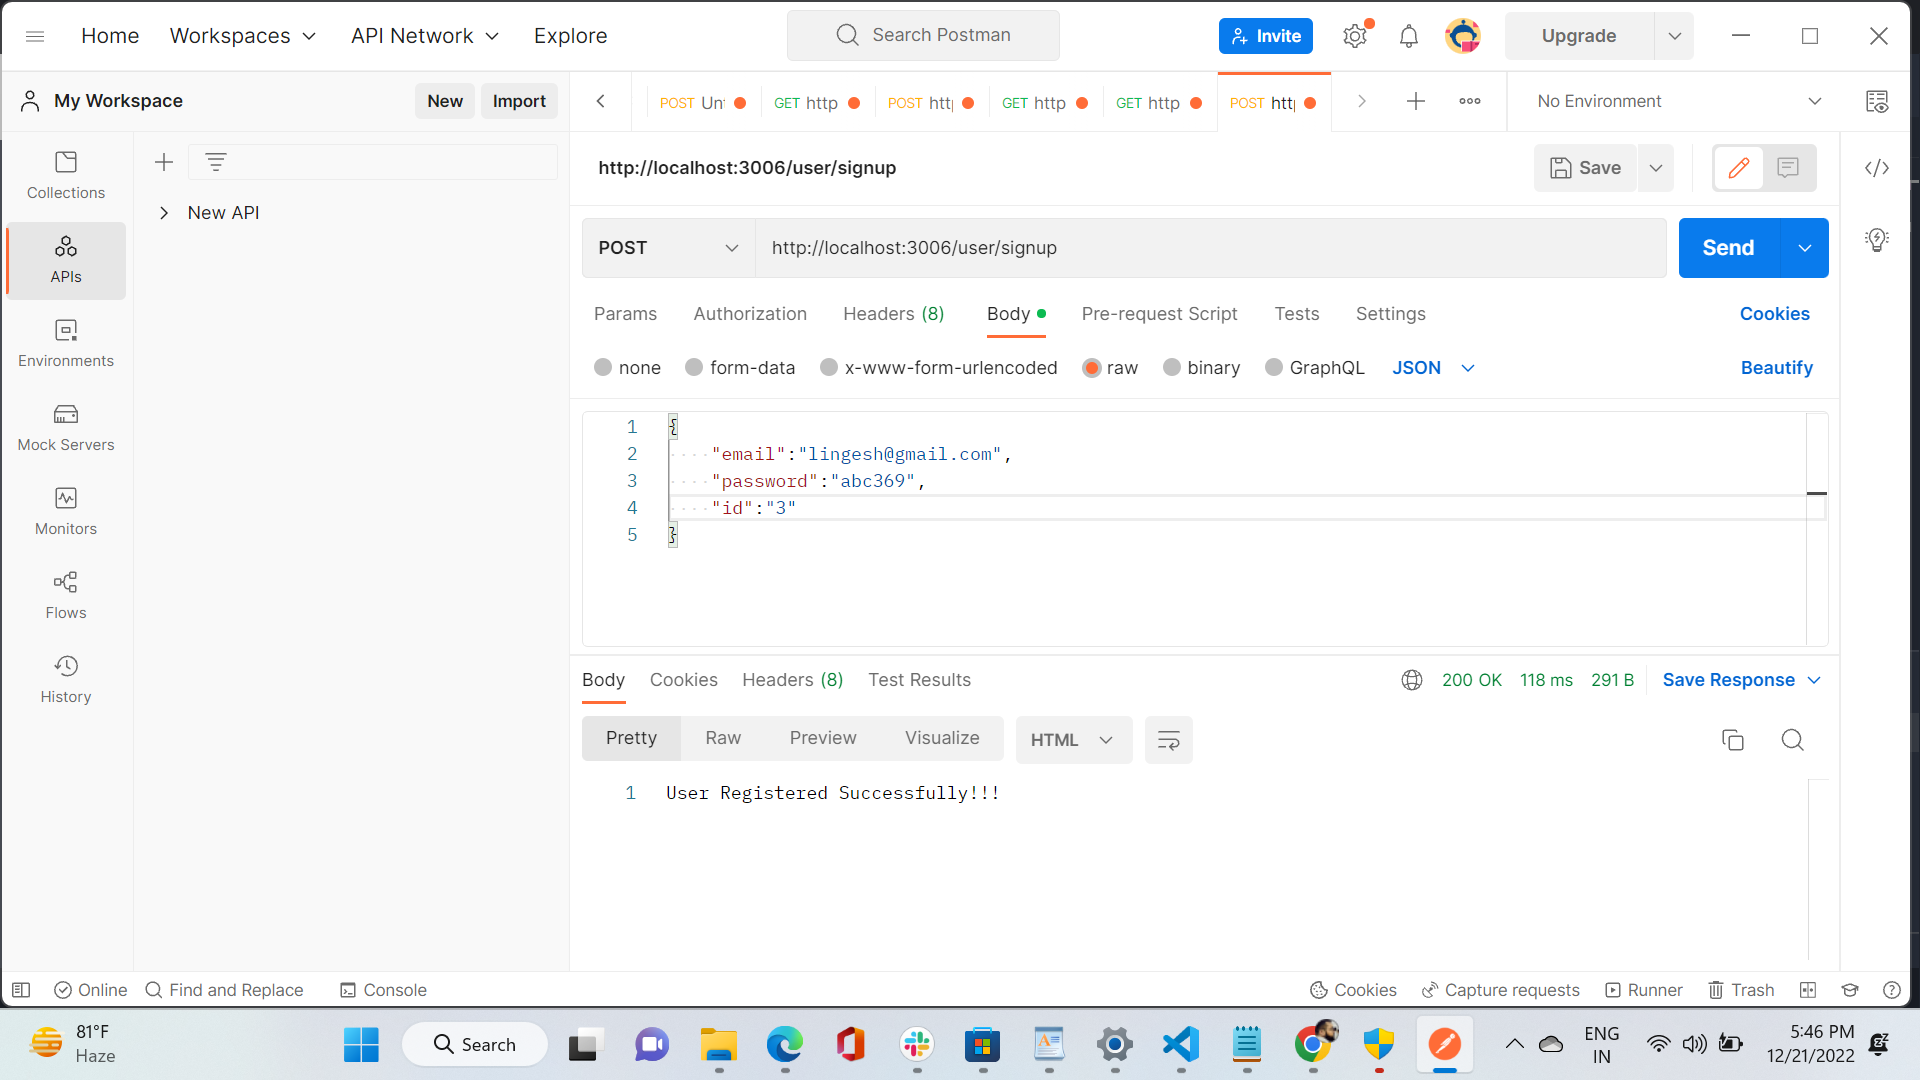 Home Workspaces API Network Explore Search Postman Invite Upgrade
My Workspace New Import POST Un GET http POST htt GET http GET http POST htt No Environment
Collections
New API
APIs
Environments
Mock Servers
Monitors
Flows
History
http://localhost:3006/user/signup Save
POST http://localhost:3006/user/signup Send
Params Authorization Headers (8) Body Pre-request Script Tests Settings Cookies
none form-data x-www-form-urlencoded raw binary GraphQL JSON Beautify
1 {
2 "email":"lingesh@gmail.com",
3 "password":"abc369",
4 "id":"3"
5 }
Body Cookies Headers (8) Test Results 200 OK 118 ms 291 B Save Response
Pretty Raw Preview Visualize HTML
1 User Registered Successfully!!!
Online Find and Replace Console Cookies Capture requests Runner Trash
81°F
Haze
Search
ENG
IN
5:46 PM
12/21/2022